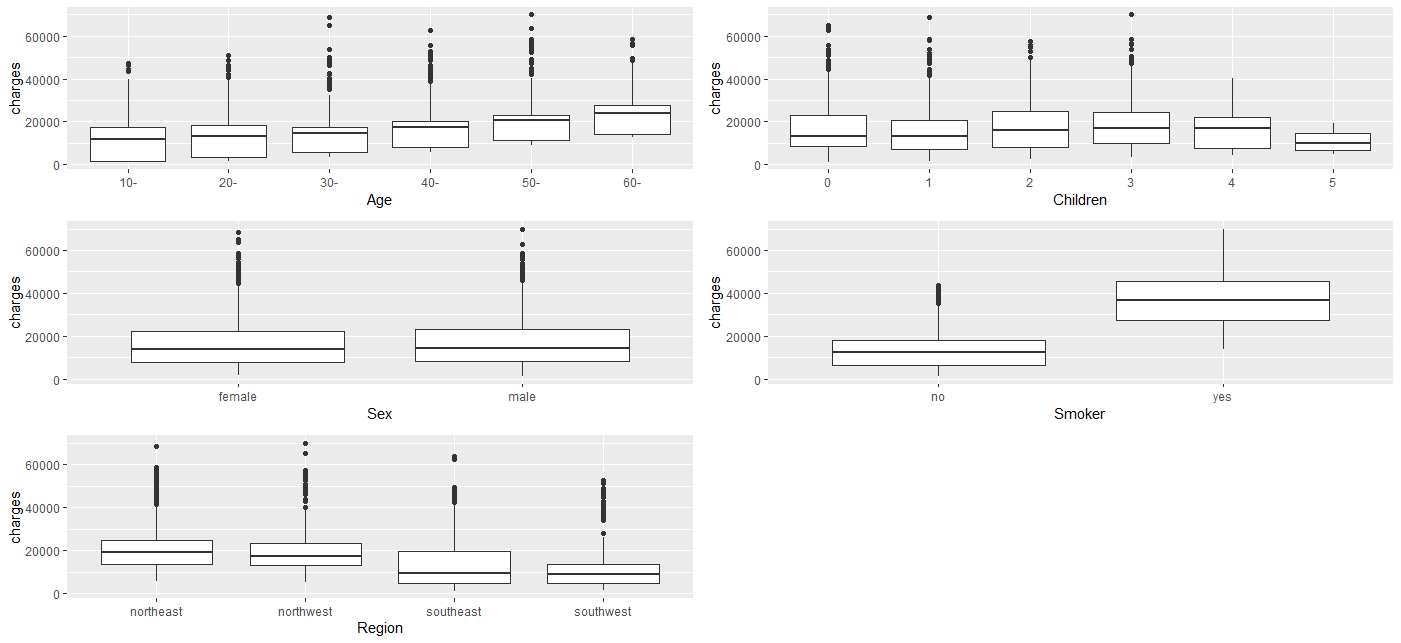 charges
60000
40000
20000
0
10- 20- 30- 40- 50- 60-
Age
charges
60000
40000
20000
0
0 1 2 3 4 5
Children
charges
60000
40000
20000
0
female male
Sex
charges
60000
40000
20000
0
no yes
Smoker
charges
60000
40000
20000
0
northeast northwest southeast southwest
Region